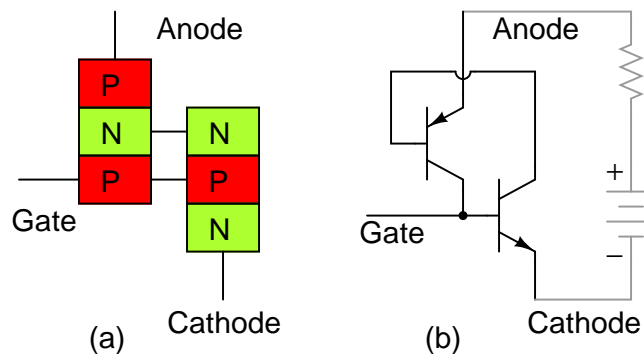 Anode
P
N N
P P
N
Gate
Cathode
(a)
Anode
+
Gate
−
Cathode
(b)